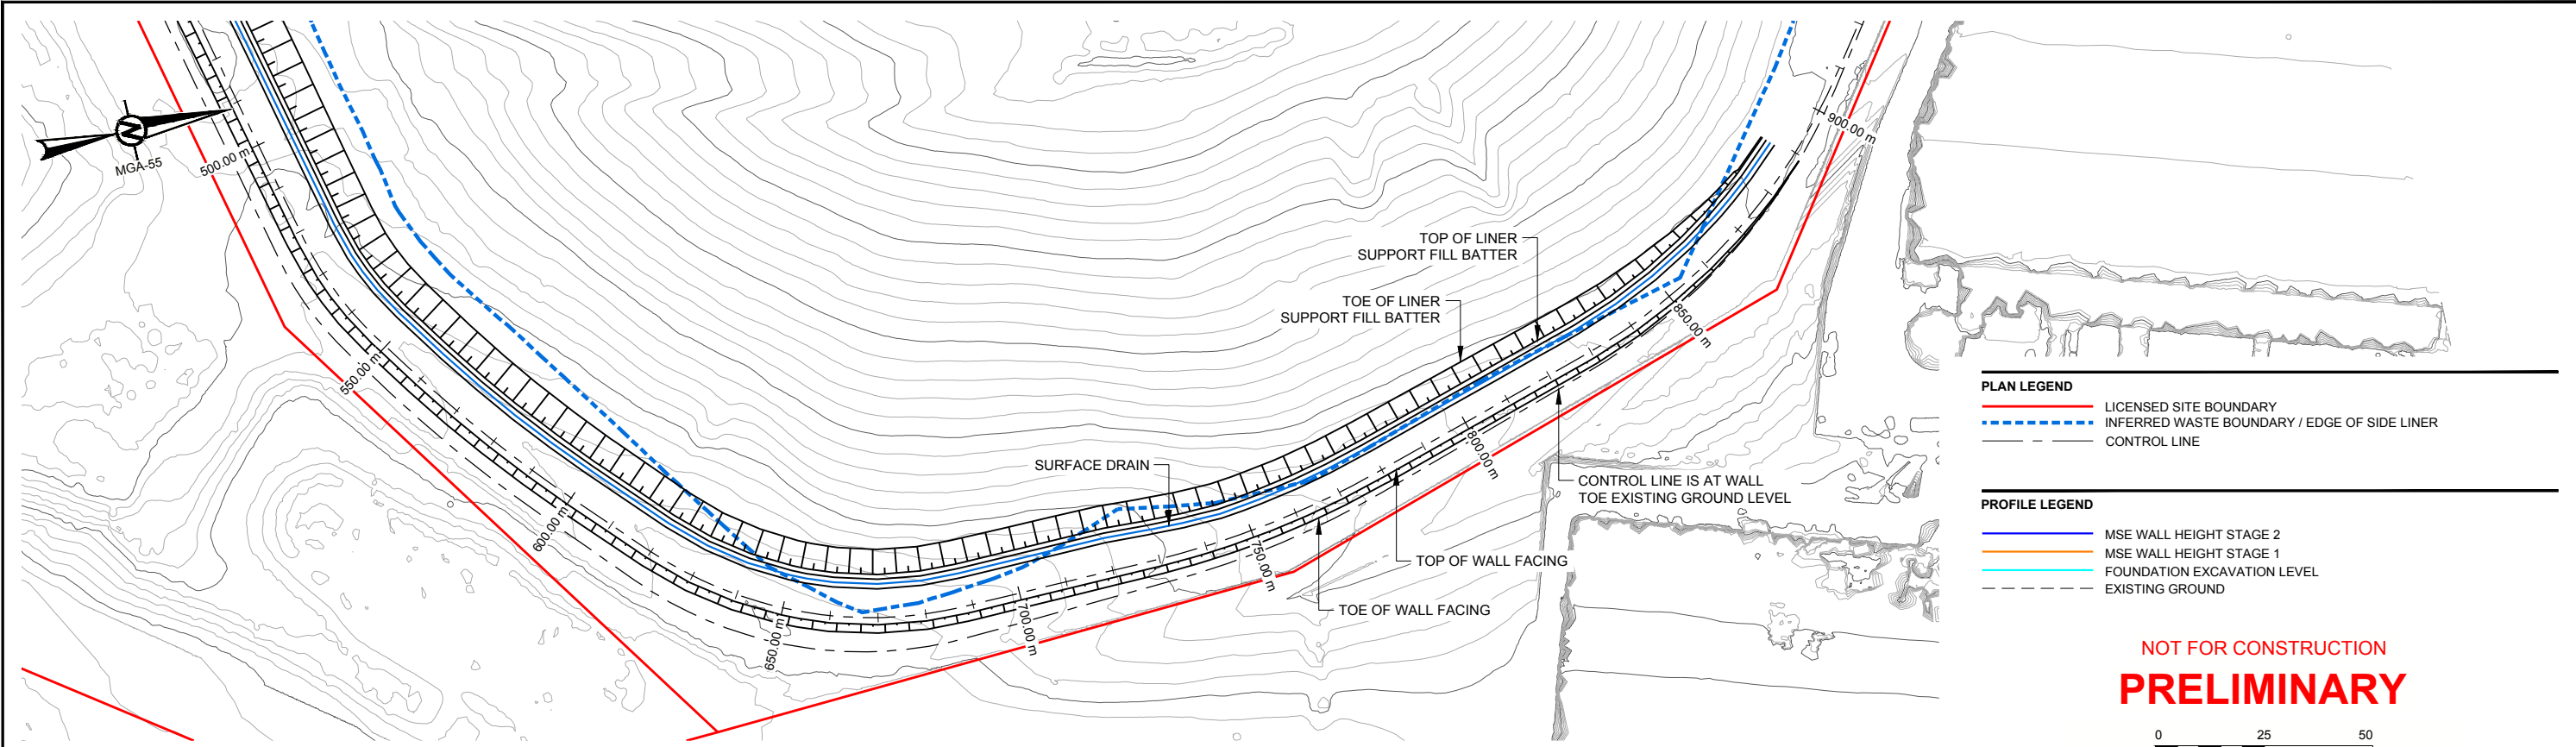 N
MGA-55
500.00 m
550.00 m
600.00 m
650.00 m
700.00 m
750.00 m
800.00 m
850.00 m
900.00 m
TOP OF LINER
SUPPORT FILL BATTER
TOE OF LINER
SUPPORT FILL BATTER
SURFACE DRAIN
CONTROL LINE IS AT WALL
TOE EXISTING GROUND LEVEL
TOP OF WALL FACING
TOE OF WALL FACING
PLAN LEGEND
LICENSED SITE BOUNDARY
INFERRED WASTE BOUNDARY / EDGE OF SIDE LINER
CONTROL LINE
PROFILE LEGEND
MSE WALL HEIGHT STAGE 2
MSE WALL HEIGHT STAGE 1
FOUNDATION EXCAVATION LEVEL
EXISTING GROUND
NOT FOR CONSTRUCTION
PRELIMINARY
0 25 50